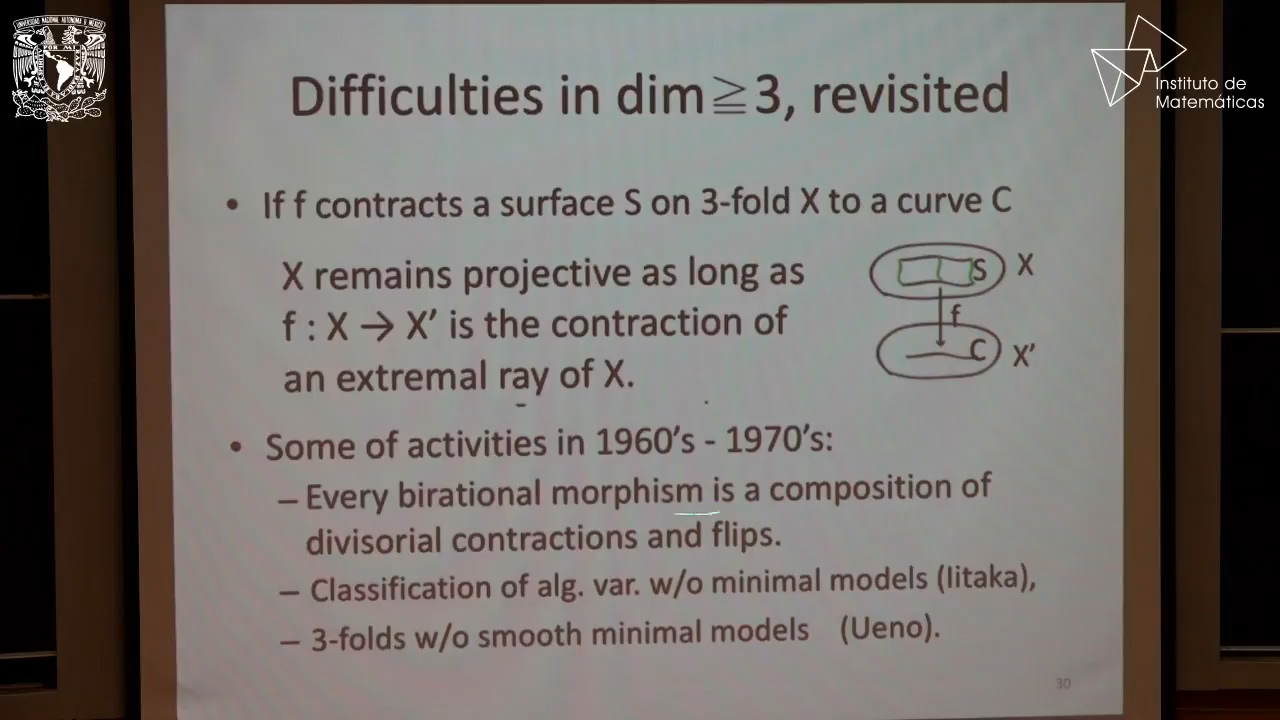 Difficulties in dim≧3, revisited
• If f contracts a surface S on 3-fold X to a curve C
X remains projective as long as
f : X → X′ is the contraction of
an extremal ray of X.
S
X
f
C
X′
• Some of activities in 1960's - 1970's:
– Every birational morphism is a composition of
divisorial contractions and flips.
– Classification of alg. var. w/o minimal models (Iitaka),
– 3-folds w/o smooth minimal models (Ueno).
30
Instituto de
Matemáticas